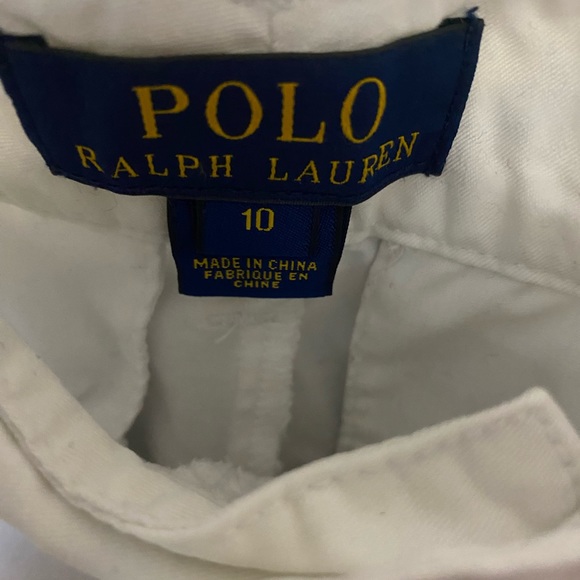 POLO
RALPH LAUREN
10
MADE IN CHINA
FABRIQUE EN
CHINE